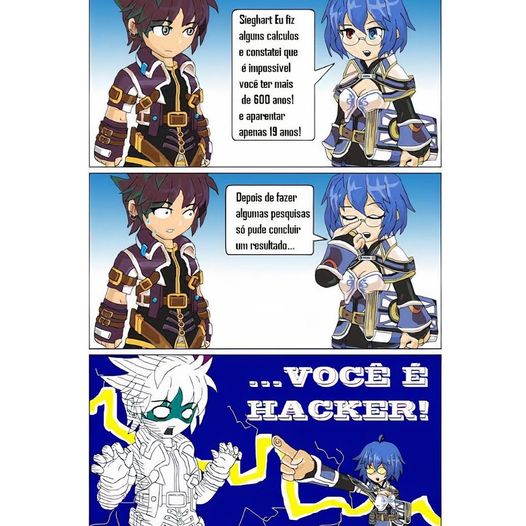 Sieghart Eu fiz
alguns calculos
e constatei que
é impossível
você ter mais
de 600 anos!
e aparentar
apenas 19 anos!
Depois de fazer
algumas pesquisas
só pude concluir
um resultado...
...VOCÊ É
HACKER!